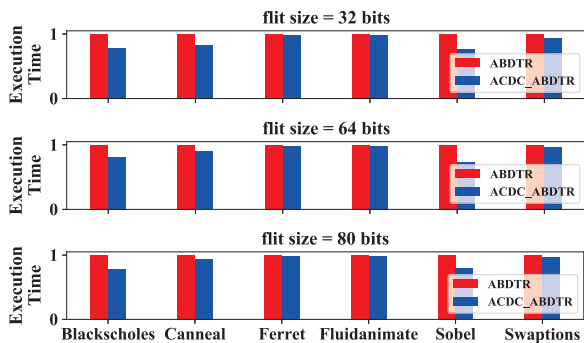 flit size = 32 bits
Execution
Time
1
0
ABDTR
ACDC_ABDTR
flit size = 64 bits
Execution
Time
1
0
ABDTR
ACDC_ABDTR
flit size = 80 bits
Execution
Time
1
0
ABDTR
ACDC_ABDTR
Blackscholes Canneal Ferret Fluidanimate Sobel Swaptions